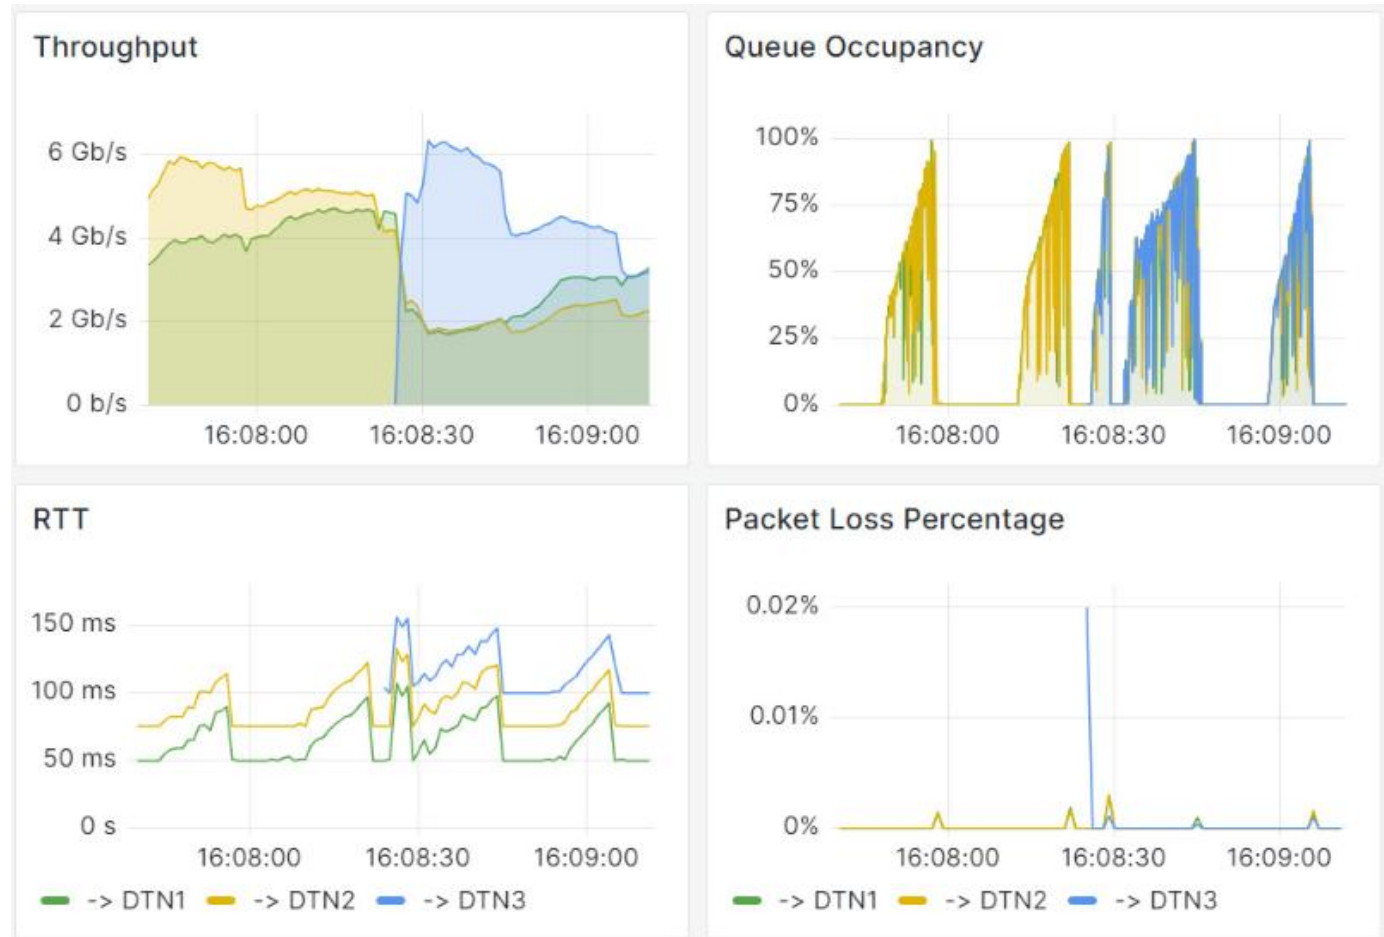 Throughput
6 Gb/s
4 Gb/s
2 Gb/s
0 b/s
16:08:00 16:08:30 16:09:00
Queue Occupancy
100%
75%
50%
25%
0%
16:08:00 16:08:30 16:09:00
RTT
150 ms
100 ms
50 ms
0 s
16:08:00 16:08:30 16:09:00
-> DTN1 -> DTN2 -> DTN3
Packet Loss Percentage
0.02%
0.01%
0%
16:08:00 16:08:30 16:09:00
-> DTN1 -> DTN2 -> DTN3